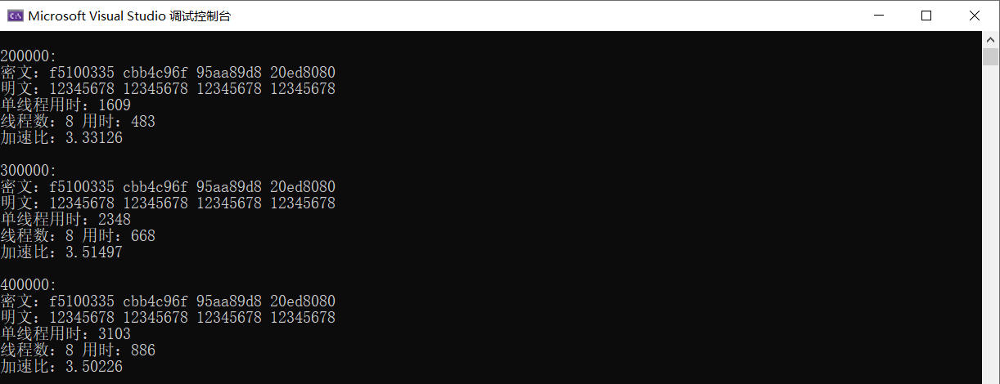 Microsoft Visual Studio 调试控制台
200000:
密文：f5100335 cbb4c96f 95aa89d8 20ed8080
明文：12345678 12345678 12345678 12345678
单线程用时：1609
线程数：8 用时：483
加速比：3.33126
300000:
密文：f5100335 cbb4c96f 95aa89d8 20ed8080
明文：12345678 12345678 12345678 12345678
单线程用时：2348
线程数：8 用时：668
加速比：3.51497
400000:
密文：f5100335 cbb4c96f 95aa89d8 20ed8080
明文：12345678 12345678 12345678 12345678
单线程用时：3103
线程数：8 用时：886
加速比：3.50226